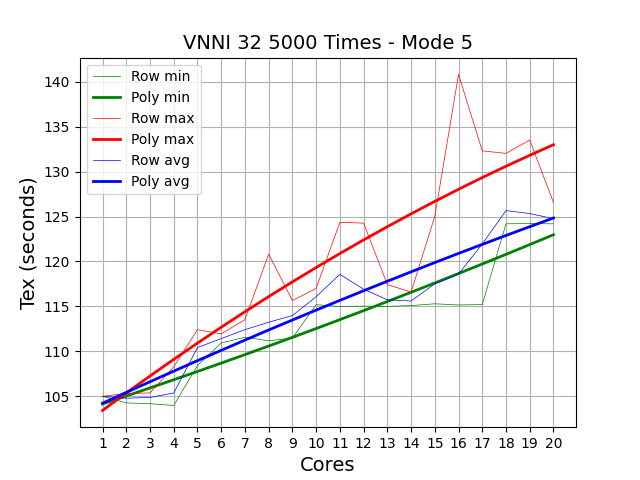 VNNI 32 5000 Times - Mode 5
Row min
Poly min
Row max
Poly max
Row avg
Poly avg
140
135
130
125
120
115
110
105
Tex (seconds)
1 2 3 4 5 6 7 8 9 10 11 12 13 14 15 16 17 18 19 20
Cores